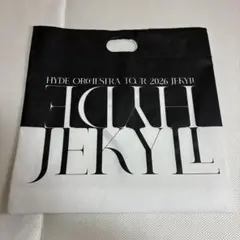 HYDE ORCHESTRA TOUR 2026 JEKYLL
HYDE
JEKYLL